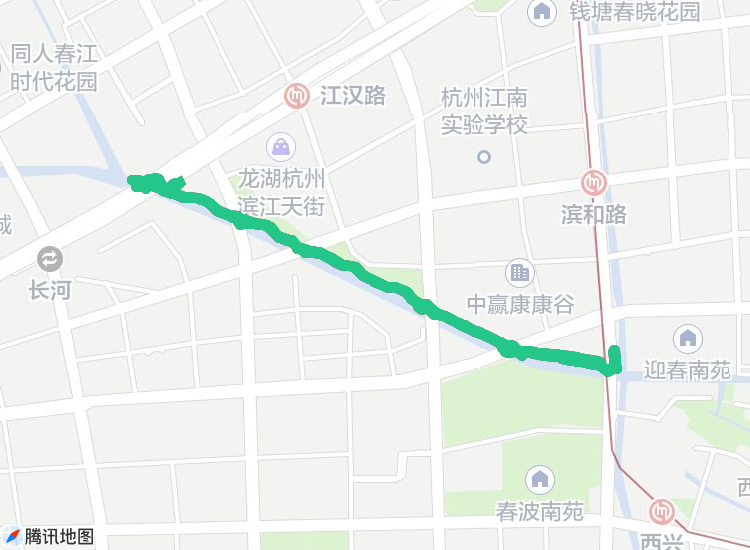 钱塘春晓花园
同人春江
时代花园
江汉路
杭州江南
实验学校
龙湖杭州
滨江天街
滨和路
城
长河
中赢康康谷
迎春南苑
春波南苑
西
西兴
腾讯地图